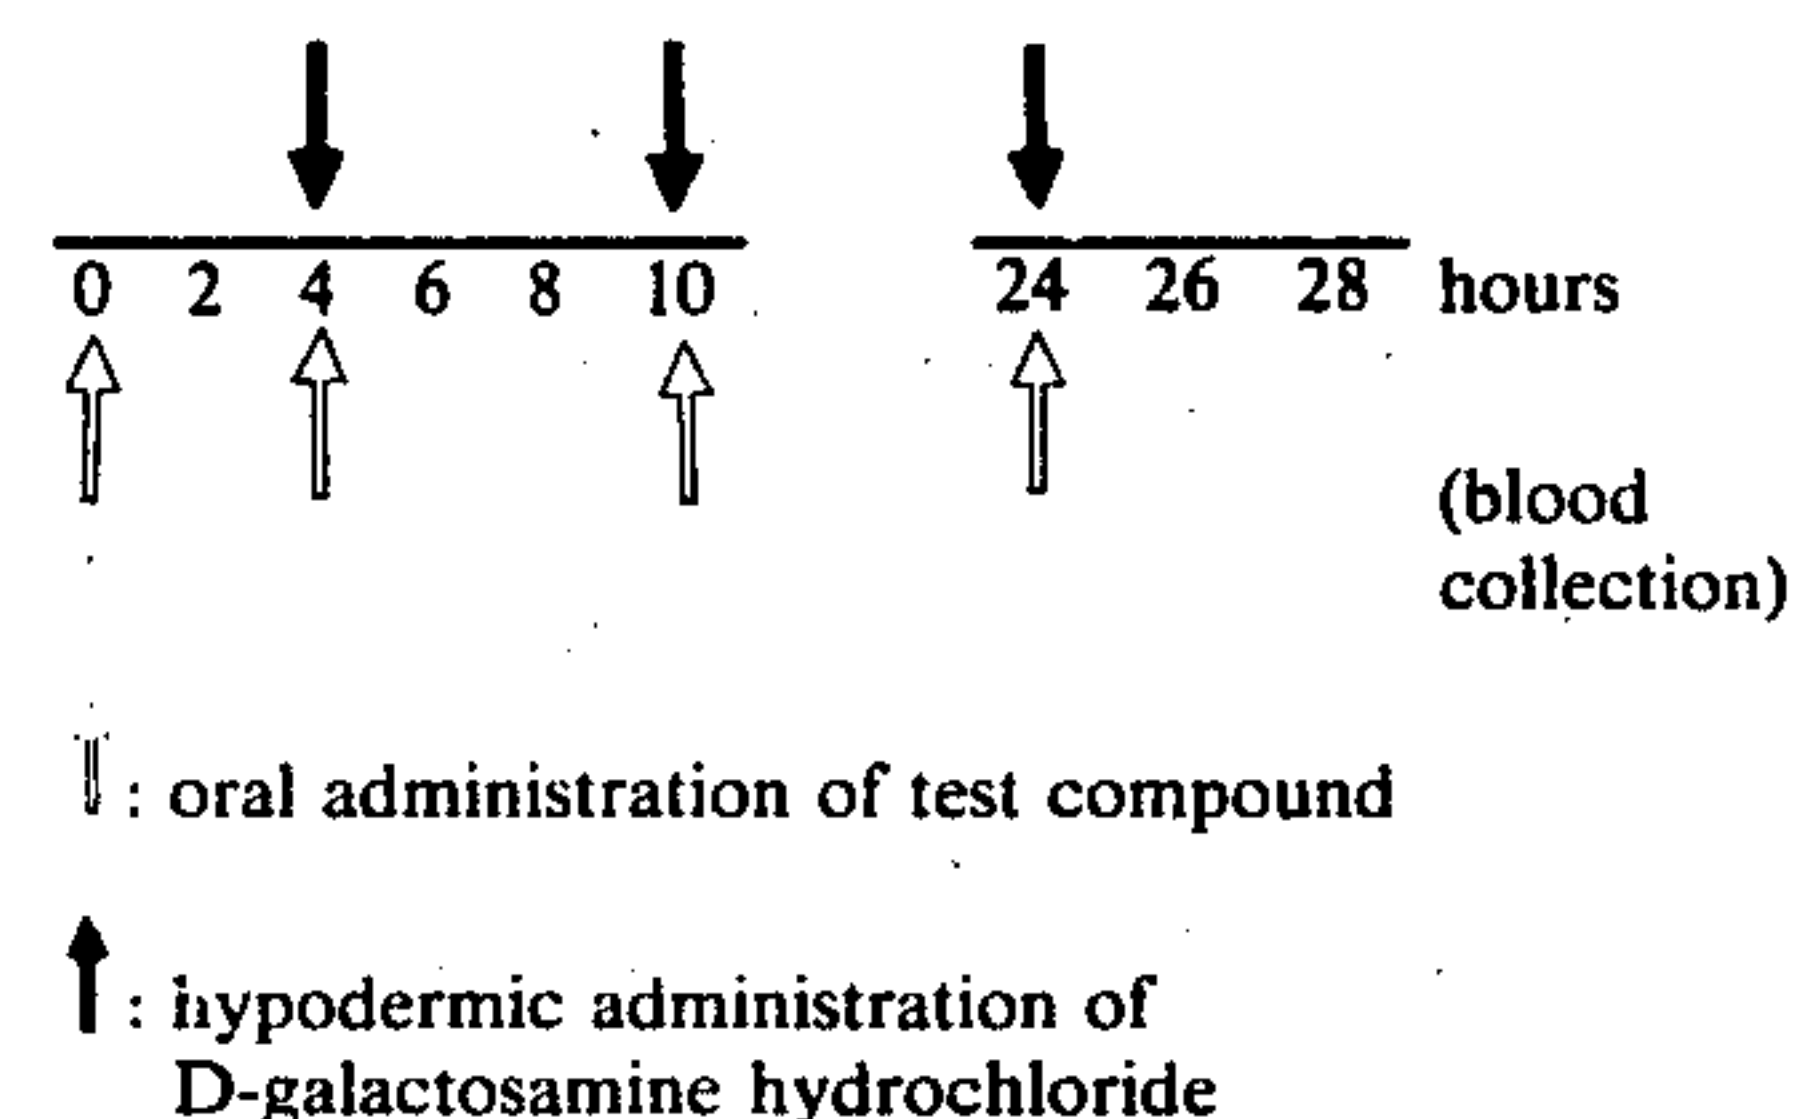 0 2 4 6 8 10 24 26 28 hours
(blood
collection)
: oral administration of test compound
: hypodermic administration of
D-galactosamine hydrochloride